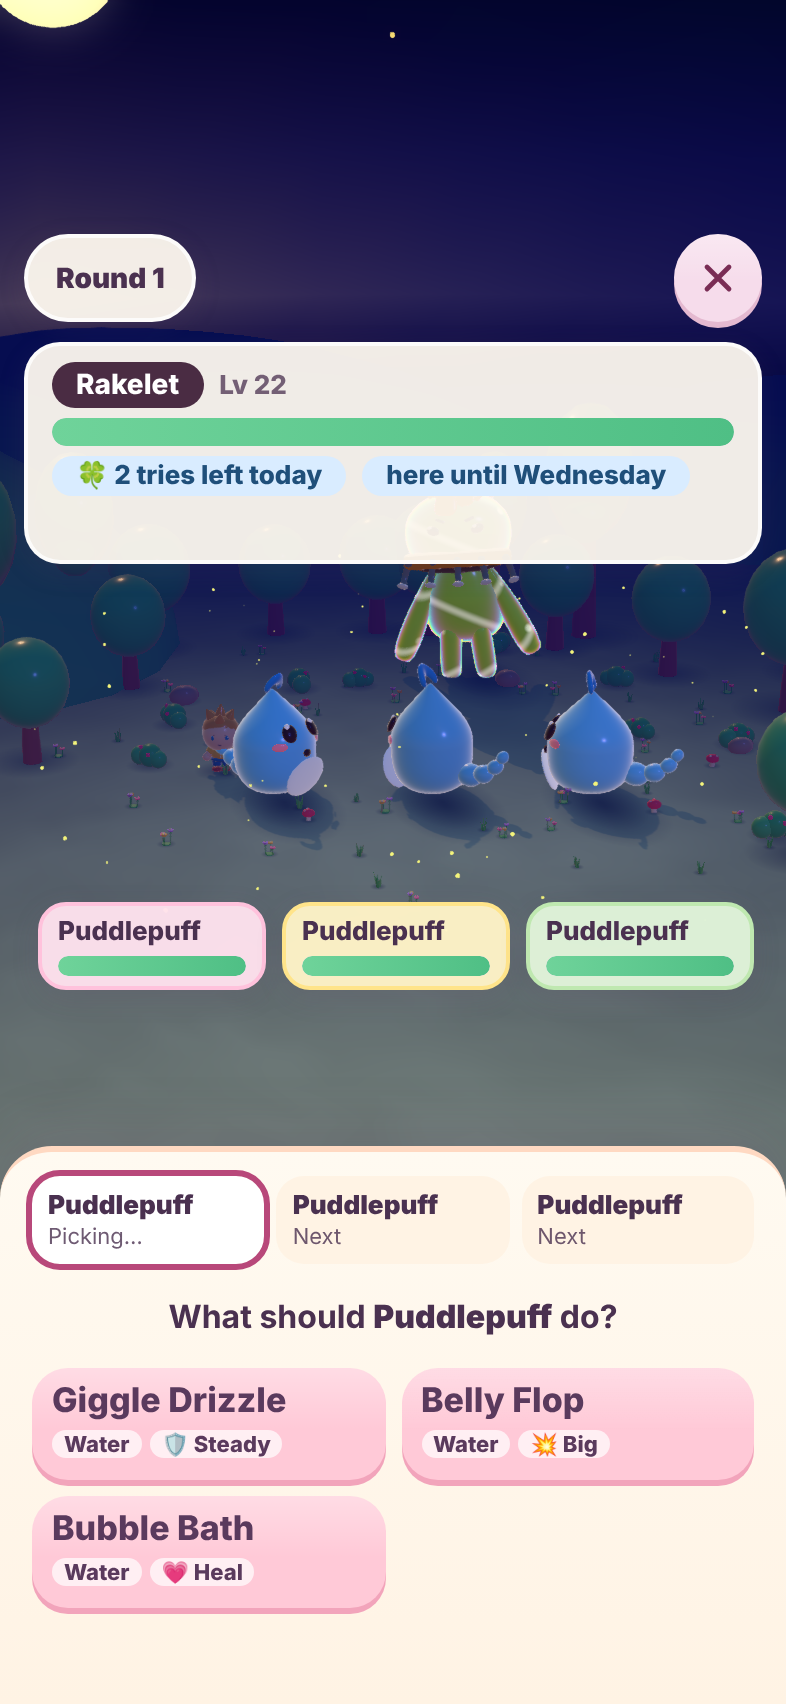 Round 1
Rakelet Lv 22
🍀 2 tries left today here until Wednesday
Puddlepuff Puddlepuff Puddlepuff
Puddlepuff Puddlepuff Puddlepuff
Picking... Next Next
What should Puddlepuff do?
Giggle Drizzle Belly Flop
Water 🛡️ Steady Water 💥 Big
Bubble Bath
Water 💗 Heal